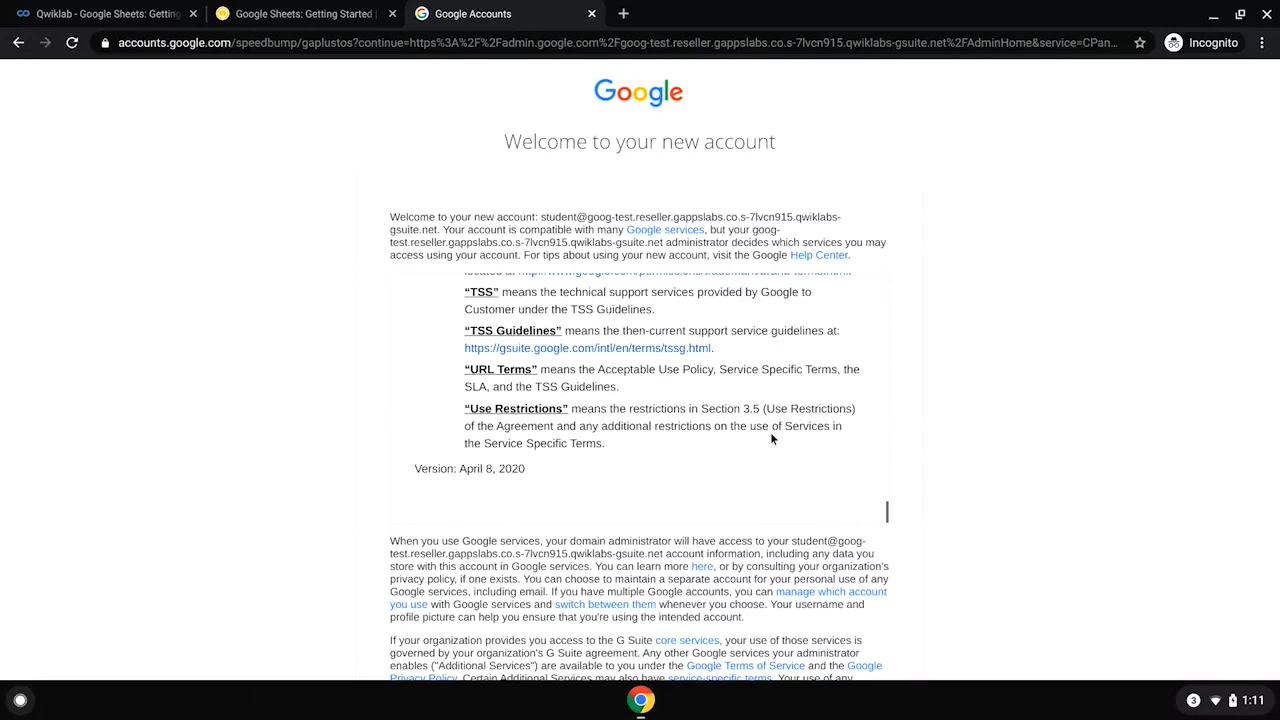 Qwiklab - Google Sheets: Getting
Google Sheets: Getting Started
Google Accounts
accounts.google.com/speedbump/gaplustos?continue=https%3A%2F%2Fadmin.google.com%2Fgoog-test.reseller.gappslabs.co.s-7lvcn915.qwiklabs-gsuite.net%2FAdminHome&service=CPan...
Incognito
Google
Welcome to your new account
Welcome to your new account: student@goog-test.reseller.gappslabs.co.s-7lvcn915.qwiklabs-
gsuite.net. Your account is compatible with many Google services, but your goog-
test.reseller.gappslabs.co.s-7lvcn915.qwiklabs-gsuite.net administrator decides which services you may
access using your account. For tips about using your new account, visit the Google Help Center.
“TSS” means the technical support services provided by Google to
Customer under the TSS Guidelines.
“TSS Guidelines” means the then-current support service guidelines at:
https://gsuite.google.com/intl/en/terms/tssg.html.
“URL Terms” means the Acceptable Use Policy, Service Specific Terms, the
SLA, and the TSS Guidelines.
“Use Restrictions” means the restrictions in Section 3.5 (Use Restrictions)
of the Agreement and any additional restrictions on the use of Services in
the Service Specific Terms.
Version: April 8, 2020
When you use Google services, your domain administrator will have access to your student@goog-
test.reseller.gappslabs.co.s-7lvcn915.qwiklabs-gsuite.net account information, including any data you
store with this account in Google services. You can learn more here, or by consulting your organization's
privacy policy, if one exists. You can choose to maintain a separate account for your personal use of any
Google services, including email. If you have multiple Google accounts, you can manage which account
you use with Google services and switch between them whenever you choose. Your username and
profile picture can help you ensure that you're using the intended account.
If your organization provides you access to the G Suite core services, your use of those services is
governed by your organization's G Suite agreement. Any other Google services your administrator
enables ("Additional Services") are available to you under the Google Terms of Service and the Google
Privacy Policy. Certain Additional Services may also have service-specific terms. Your use of any
3
1:11